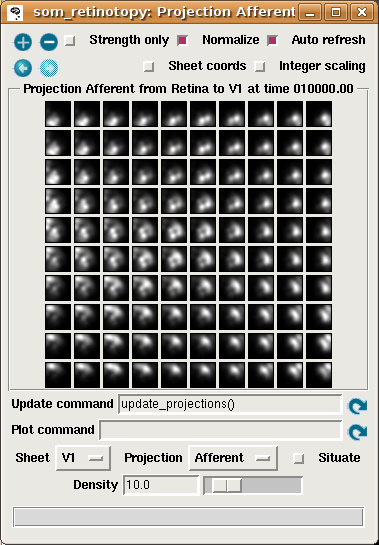 som_retinotopy: Projection Afferent
Strength only Normalize Auto refresh
Sheet coords Integer scaling
Projection Afferent from Retina to V1 at time 010000.00
Update command update_projections()
Plot command
Sheet V1 Projection Afferent Situate
Density 10.0